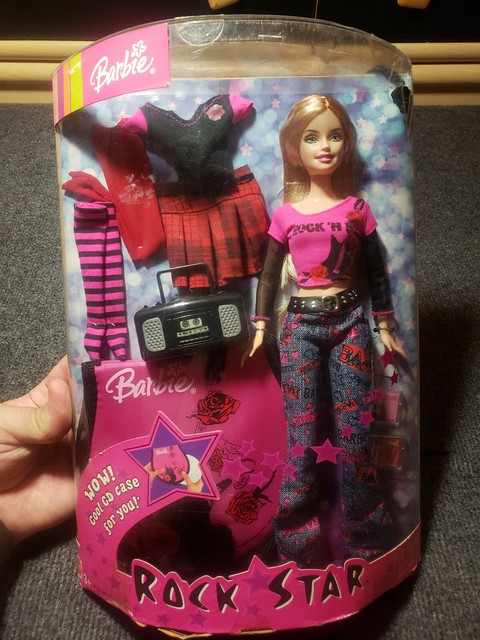 Barbie®
ROCK 'N
Barbie
WOW!
Cool CD case
for you!
ROCK STAR